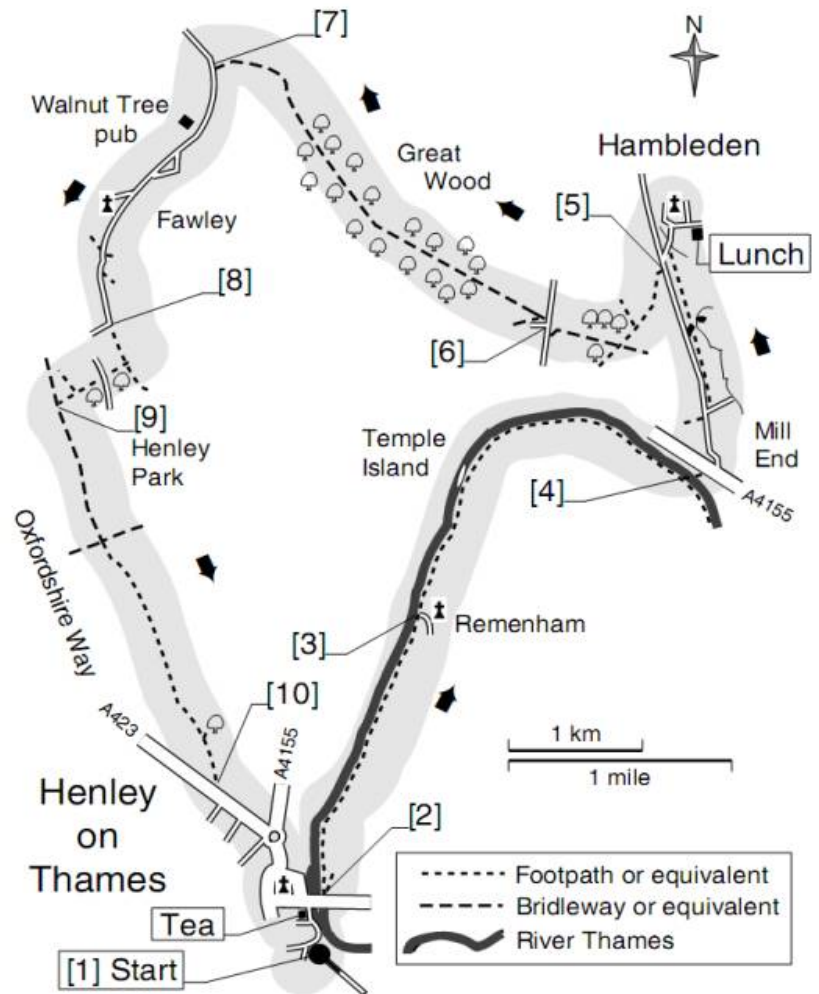 [7]
N
Walnut Tree
pub
Great
Wood
Hambleden
[5]
Fawley
Lunch
[8]
[6]
[9]
Henley
Park
Temple
Island
Mill
End
[4]
A4155
Oxfordshire Way
[3]
Remenham
[10]
A423
A4155
1 km
1 mile
Henley
on
Thames
[2]
Footpath or equivalent
Bridleway or equivalent
River Thames
Tea
[1] Start